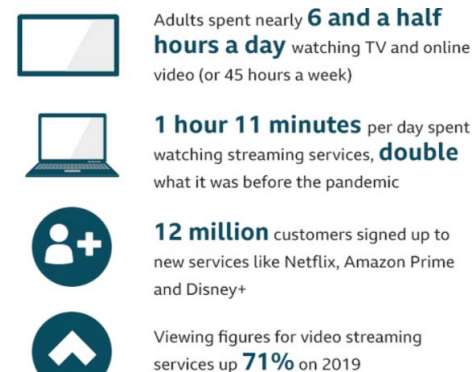 Adults spent nearly 6 and a half
hours a day watching TV and online
video (or 45 hours a week)
1 hour 11 minutes per day spent
watching streaming services, double
what it was before the pandemic
12 million customers signed up to
new services like Netflix, Amazon Prime
and Disney+
Viewing figures for video streaming
services up 71% on 2019